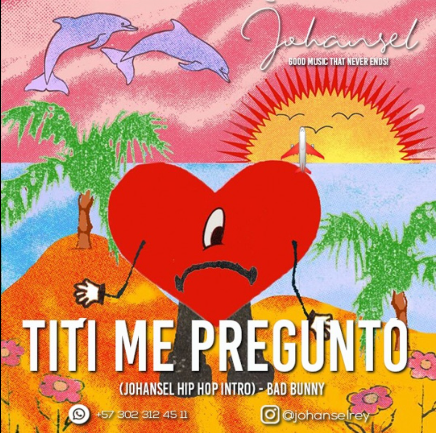 Johansel
GOOD MUSIC THAT NEVER ENDS!
TITI ME PREGUNTO
(JOHANSEL HIP HOP INTRO) - BAD BUNNY
+57 302 312 45 11
@johanselrey